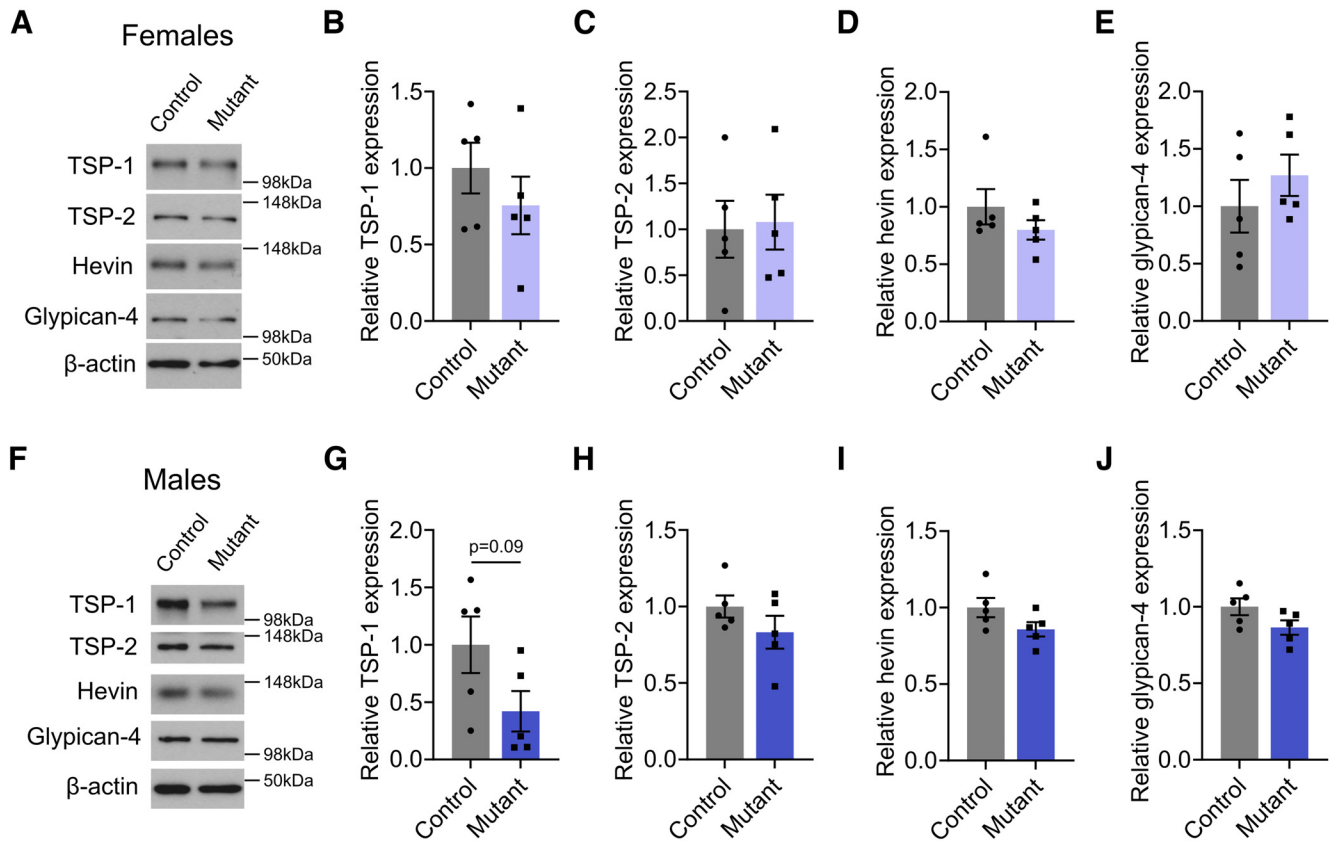 A
Females
Control
Mutant
TSP-1
98kDa
148kDa
TSP-2
148kDa
Hevin
Glypican-4
98kDa
50kDa
β-actin
B
Relative TSP-1 expression
1.5
1.0
0.5
0.0
Control
Mutant
C
Relative TSP-2 expression
2.5
2.0
1.5
1.0
0.5
0.0
Control
Mutant
D
Relative hevin expression
2.0
1.5
1.0
0.5
0.0
Control
Mutant
E
Relative glypican-4 expression
2.0
1.5
1.0
0.5
0.0
Control
Mutant
F
Males
Control
Mutant
TSP-1
98kDa
148kDa
TSP-2
148kDa
Hevin
Glypican-4
98kDa
50kDa
β-actin
G
Relative TSP-1 expression
2.0
1.5
1.0
0.5
0.0
p=0.09
Control
Mutant
H
Relative TSP-2 expression
1.5
1.0
0.5
0.0
Control
Mutant
I
Relative hevin expression
1.5
1.0
0.5
0.0
Control
Mutant
J
Relative glypican-4 expression
1.5
1.0
0.5
0.0
Control
Mutant